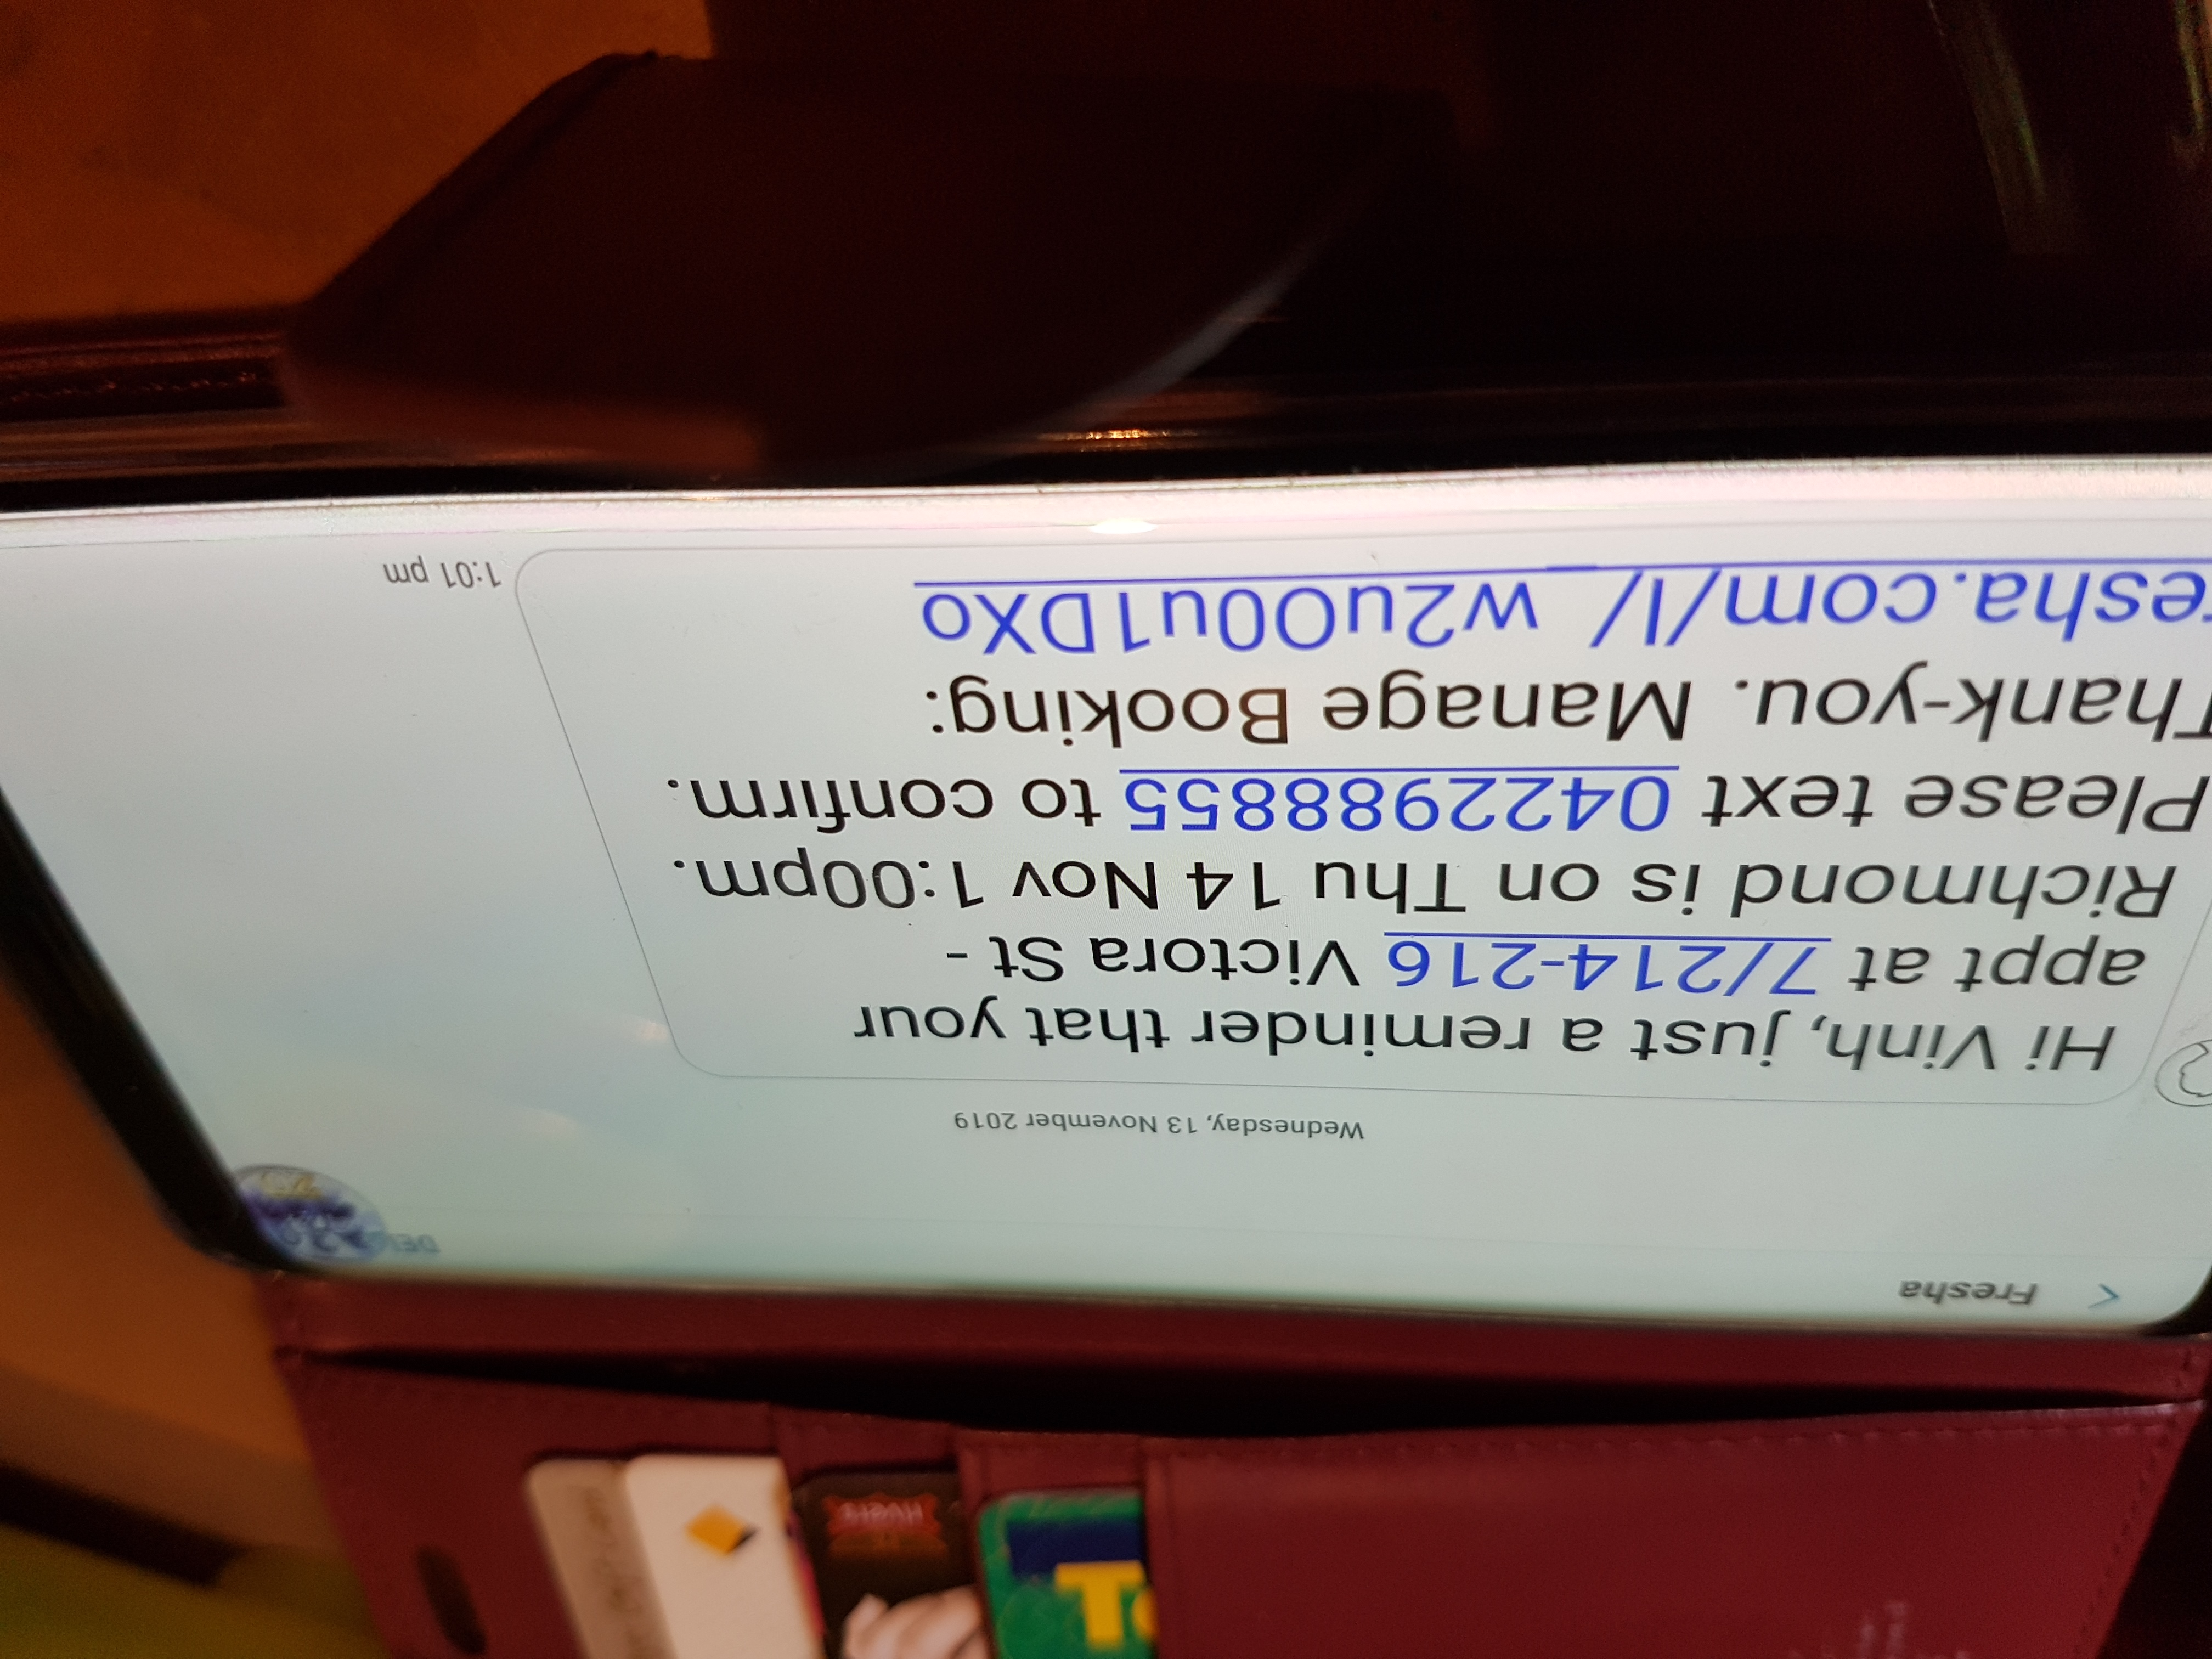 Fresha
Wednesday, 13 November 2019
Hi Vinh, just a reminder that your
appt at 7/214-216 Victora St -
Richmond is on Thu 14 Nov 1:00pm.
Please text 0422988855 to confirm.
Thank-you. Manage Booking:
esha.com/l/_w2uO0u1DXo
1:01 pm